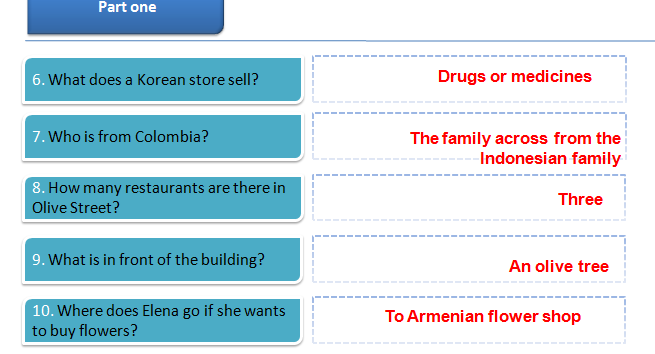 Part one
6. What does a Korean store sell?
Drugs or medicines
7. Who is from Colombia?
The family across from the
Indonesian family
8. How many restaurants are there in
Olive Street?
Three
9. What is in front of the building?
An olive tree
10. Where does Elena go if she wants
to buy flowers?
To Armenian flower shop